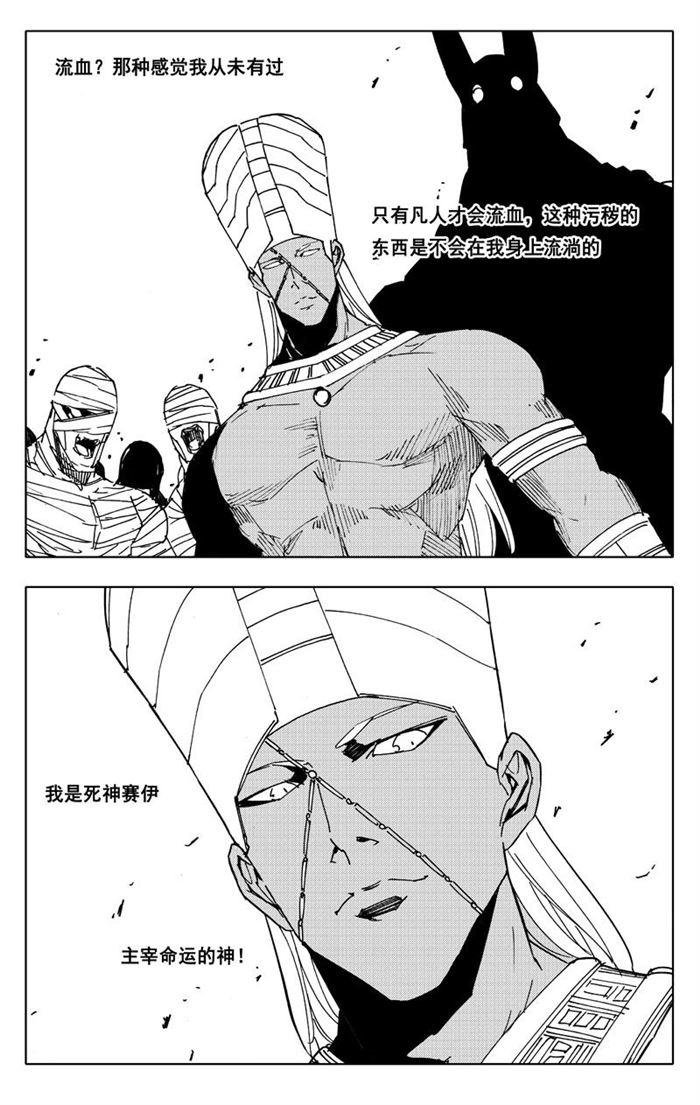 流血？那种感觉我从未有过
只有凡人才会流血，这种污秽的
东西是不会在我身上流淌的
我是死神赛伊
主宰命运的神！